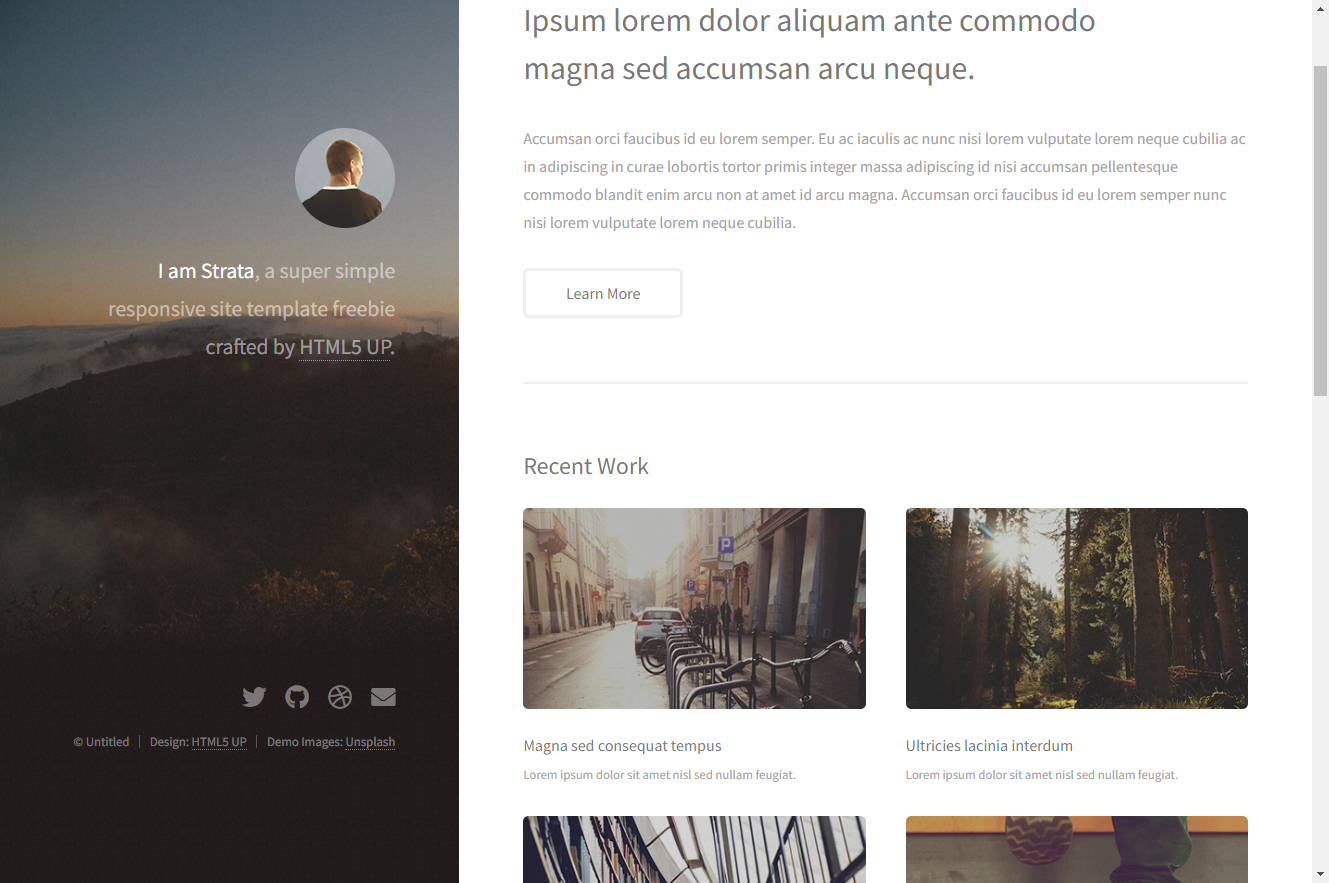 I am Strata, a super simple
responsive site template freebie
crafted by HTML5 UP.
© Untitled
Design: HTML5 UP
Demo Images: Unsplash
Ipsum lorem dolor aliquam ante commodo
magna sed accumsan arcu neque.
Accumsan orci faucibus id eu lorem semper. Eu ac iaculis ac nunc nisi lorem vulputate lorem neque cubilia ac
in adipiscing in curae lobortis tortor primis integer massa adipiscing id nisi accumsan pellentesque
commodo blandit enim arcu non at amet id arcu magna. Accumsan orci faucibus id eu lorem semper nunc
nisi lorem vulputate lorem neque cubilia.
Learn More
Recent Work
P
P
Magna sed consequat tempus
Lorem ipsum dolor sit amet nisl sed nullam feugiat.
Ultricies lacinia interdum
Lorem ipsum dolor sit amet nisl sed nullam feugiat.